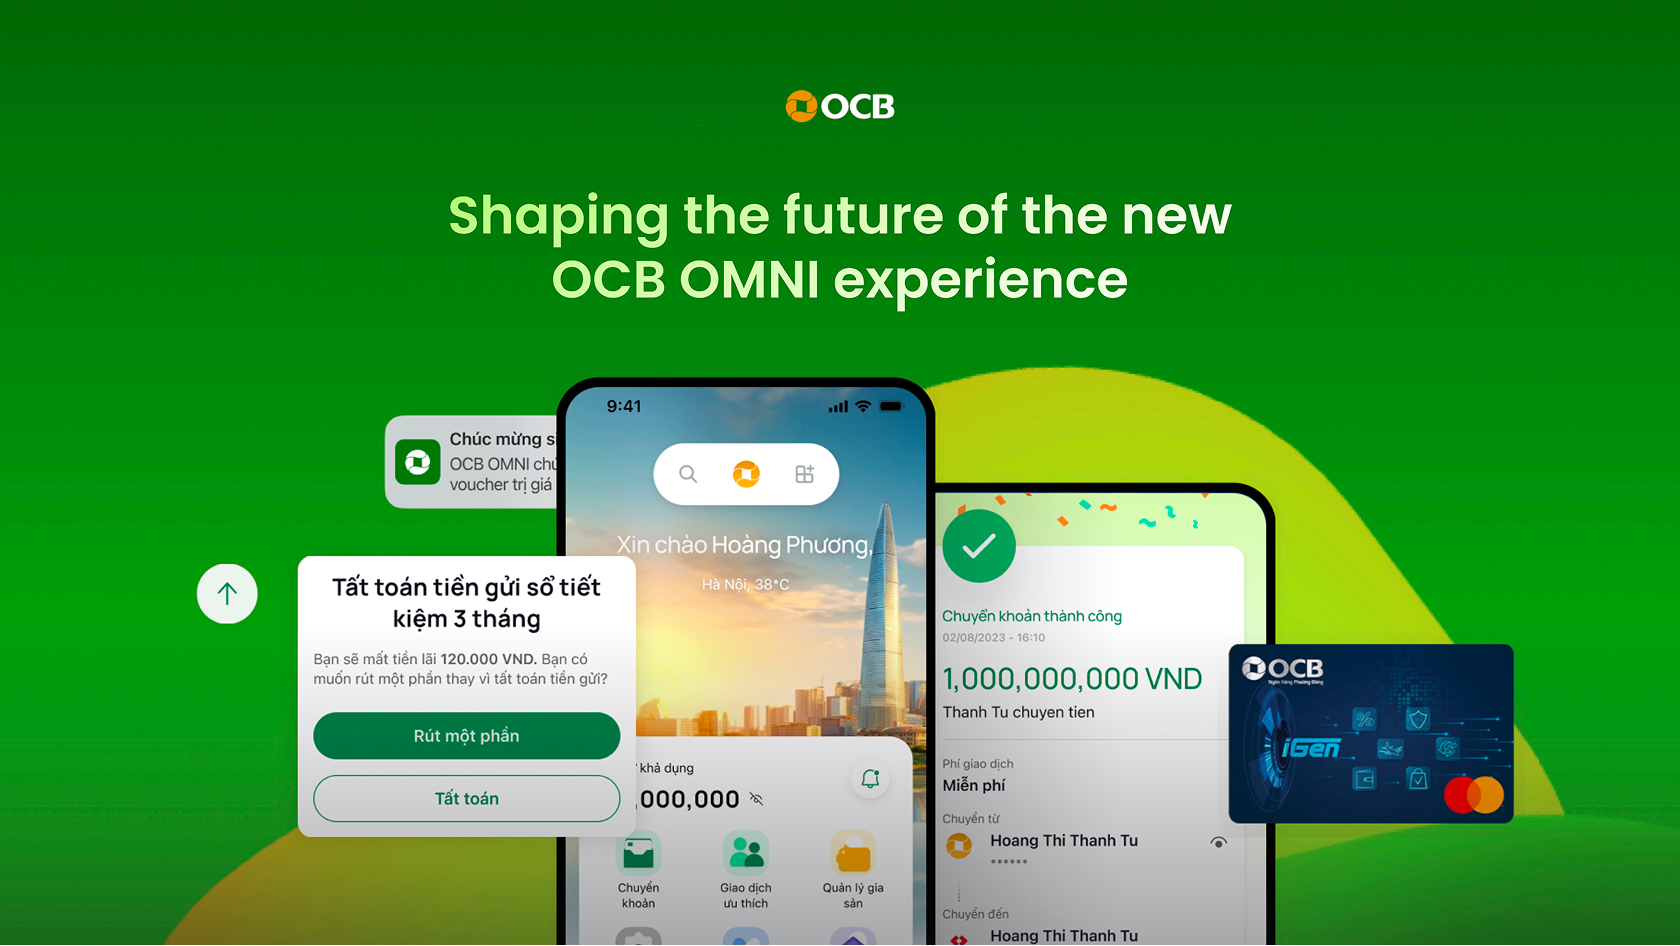 OCB
Shaping the future of the new
OCB OMNI experience
Chúc mừng
OCB OMNI
voucher trị giá
Tất toán tiền gửi sổ tiết
kiệm 3 tháng
Bạn sẽ mất tiền lãi 120.000 VND. Bạn có
muốn rút một phần thay vì tất toán tiền gửi?
Rút một phần
Tất toán
9:41
Xin chào Hoàng Phương,
Hà Nội, 38°C
khả dụng
,000,000
Chuyển
khoản
Giao dịch
ưu thích
Quản lý gia
sản
Chuyển khoản thành công
02/08/2023 - 16:10
1,000,000,000 VND
Thanh Tu chuyen tien
Phí giao dịch
Miễn phí
Chuyển từ
Hoang Thi Thanh Tu
******
Chuyển đến
Hoang Thi Thanh Tu
OCB
Ngân Hàng Phương Đông
iGen